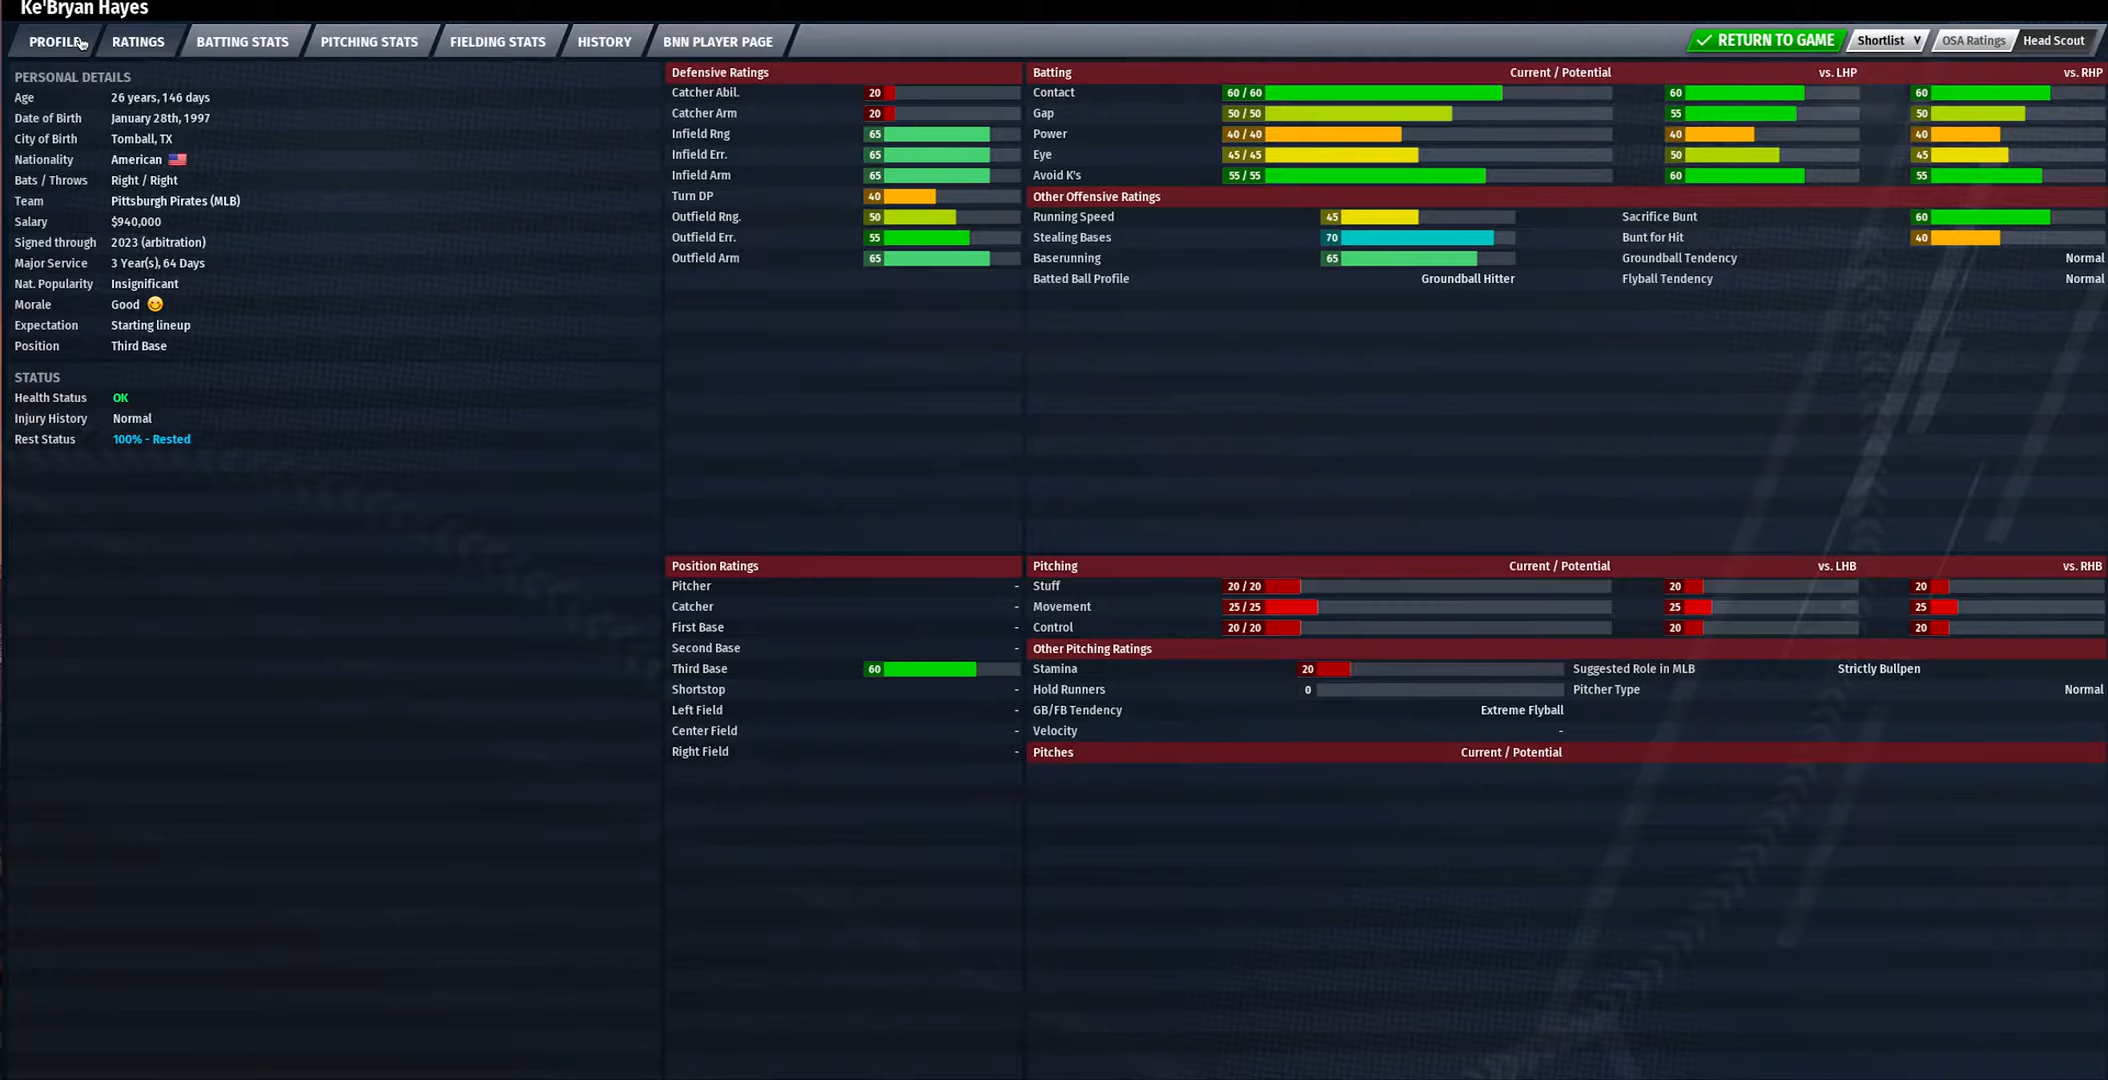 Ke'Bryan Hayes
PROFILE RATINGS BATTING STATS PITCHING STATS FIELDING STATS HISTORY BNN PLAYER PAGE RETURN TO GAME Shortlist V OSA Ratings Head Scout
PERSONAL DETAILS
Age 26 years, 146 days
Date of Birth January 28th, 1997
City of Birth Tomball, TX
Nationality American
Bats / Throws Right / Right
Team Pittsburgh Pirates (MLB)
Salary $940,000
Signed through 2023 (arbitration)
Major Service 3 Year(s), 64 Days
Nat. Popularity Insignificant
Morale Good
Expectation Starting lineup
Position Third Base
STATUS
Health Status OK
Injury History Normal
Rest Status 100% - Rested
Defensive Ratings
Catcher Abil. 20
Catcher Arm 20
Infield Rng 65
Infield Err. 65
Infield Arm 65
Turn DP 40
Outfield Rng. 50
Outfield Err. 55
Outfield Arm 65
Batting Current / Potential vs. LHP vs. RHP
Contact 60 / 60 60 60
Gap 50 / 50 55 50
Power 40 / 40 40 40
Eye 45 / 45 50 45
Avoid K's 55 / 55 60 55
Other Offensive Ratings
Running Speed 45 Sacrifice Bunt 60
Stealing Bases 70 Bunt for Hit 40
Baserunning 65 Groundball Tendency Normal
Batted Ball Profile Groundball Hitter Flyball Tendency Normal
Position Ratings
Pitcher -
Catcher -
First Base -
Second Base -
Third Base 60
Shortstop -
Left Field -
Center Field -
Right Field -
Pitching Current / Potential vs. LHB vs. RHB
Stuff 20 / 20 20 20
Movement 25 / 25 25 25
Control 20 / 20 20 20
Other Pitching Ratings
Stamina 20 Suggested Role in MLB Strictly Bullpen
Hold Runners 0 Pitcher Type Normal
GB/FB Tendency Extreme Flyball
Velocity -
Pitches Current / Potential